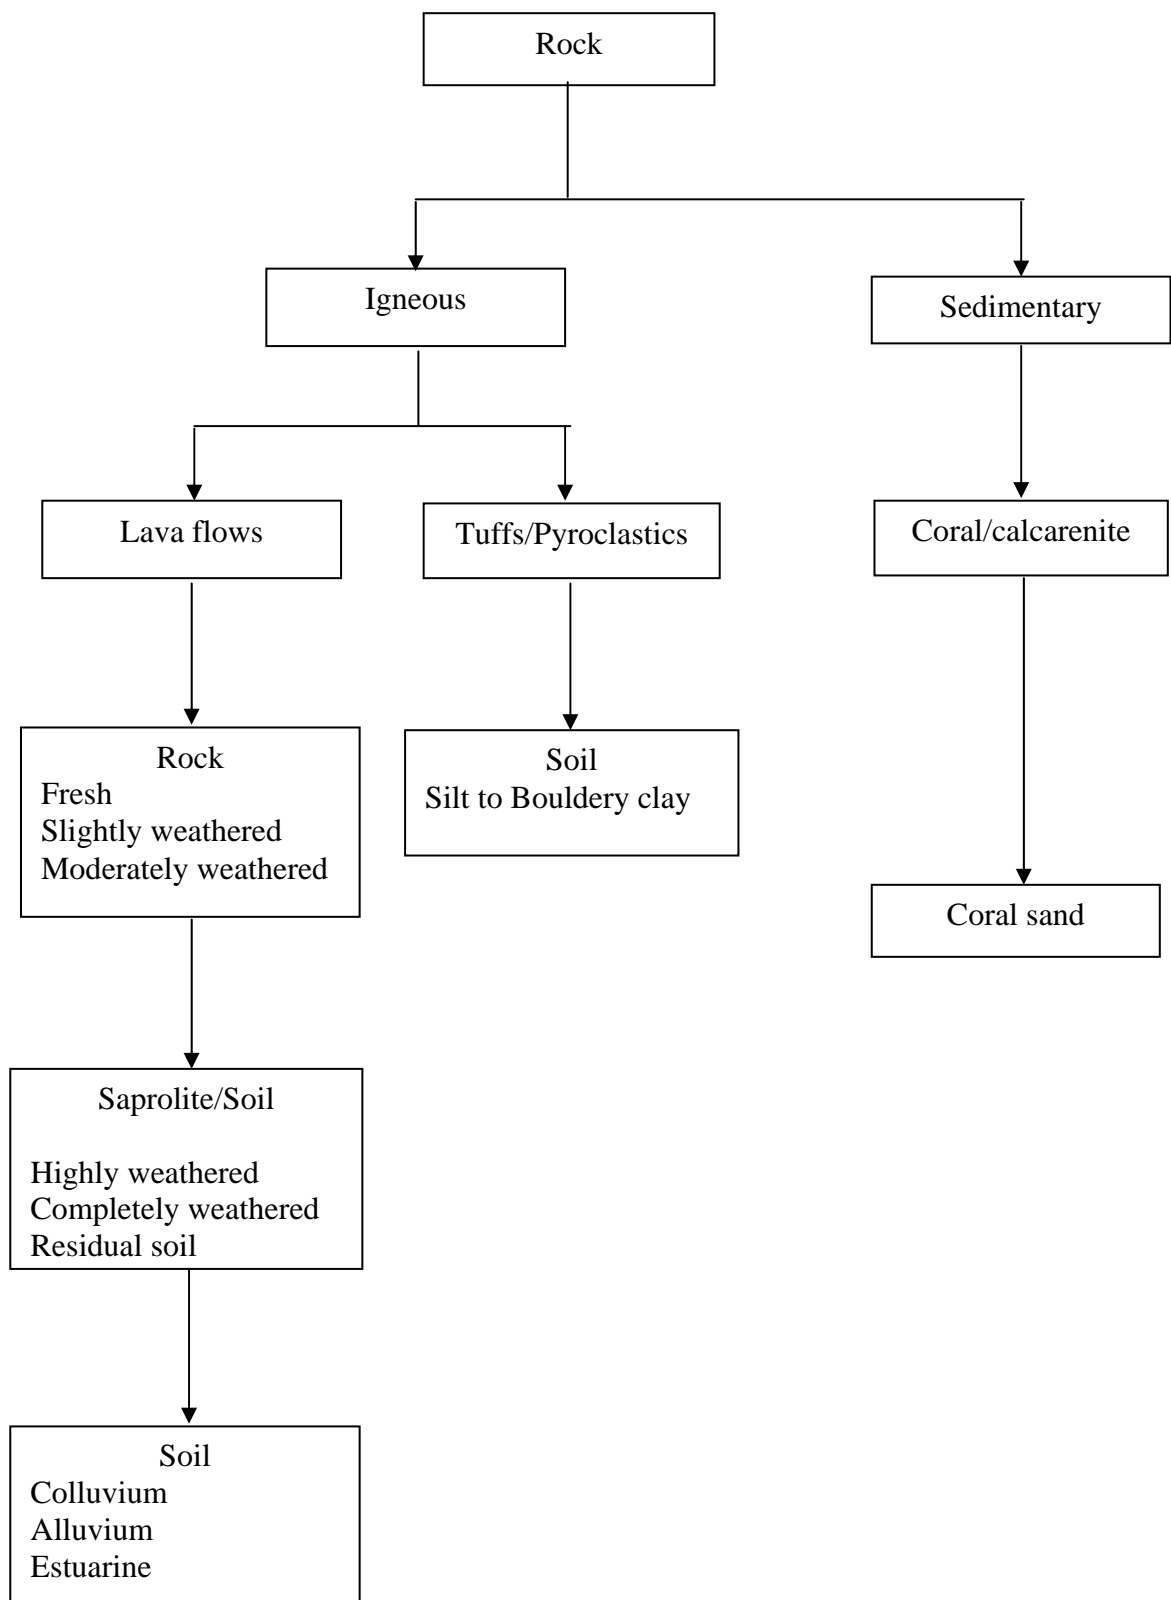 Rock
Igneous
Sedimentary
Lava flows
Tuffs/Pyroclastics
Coral/calcarenite
Rock
Fresh
Slightly weathered
Moderately weathered
Soil
Silt to Bouldery clay
Coral sand
Saprolite/Soil
Highly weathered
Completely weathered
Residual soil
Soil
Colluvium
Alluvium
Estuarine